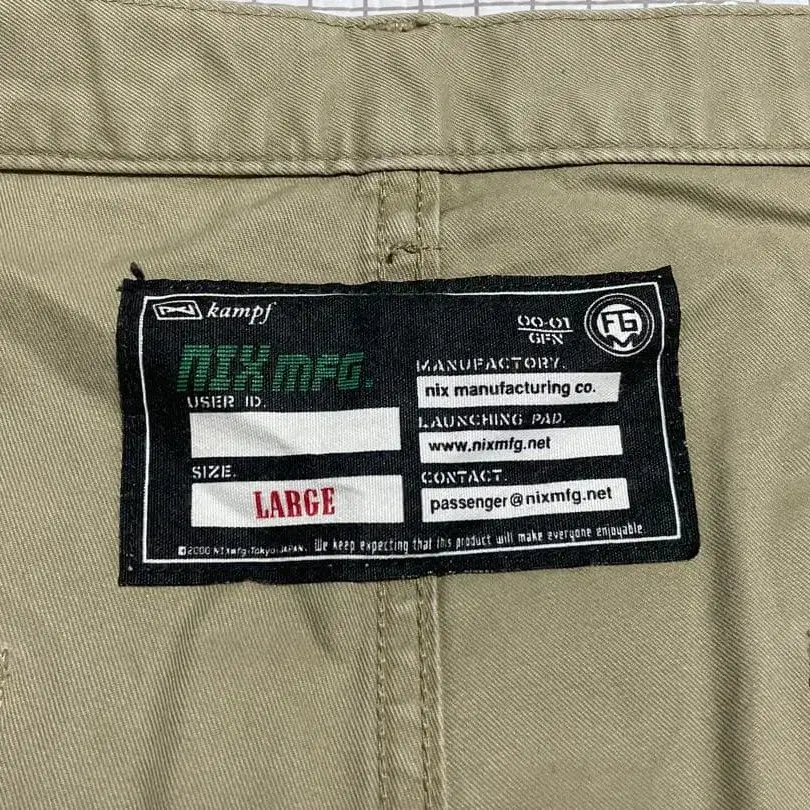 kampf
00-01
GFN
FG
M
NIX MFG.
MANUFACTORY.
nix manufacturing co.
USER ID.
LAUNCHING PAD.
www.nixmfg.net
SIZE.
LARGE
CONTACT.
passenger@nixmfg.net
©2000 NIXmfg.Tokyo.JAPAN. We keep expecting that this product will make everyone enjoyable.